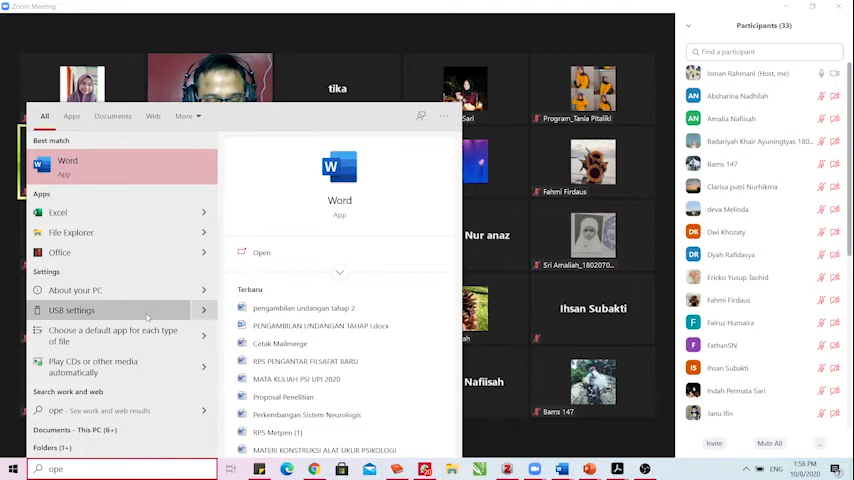 Zoom Meeting
Participants (33)
Find a participant
Isman Rahmani (Host, me)
AN Absharina Nadhilah
AN Amalia Nafiisah
Badariyah Khair Ayuningtyas 180...
Bams 147
Clarisa putri Nurhikma
deva Melinda
DK Dwi Khozaty
DR Dyah Rafidasya
Ericko Yusup Taohid
Fahmi Firdaus
F Fairuz Humaira
F FathanSN
Ihsan Subakti
Indah Permata Sari
Janu Ifin
Invite
Mute All
...
tika
Sari
Program_Tania Pitaliki
Fahmi Firdaus
Nur anaz
Sri Amaliah_1802070...
Ihsan Subakti
ah
Nafiisah
Bams 147
All
Apps
Documents
Web
More
...
Best match
Word
App
Apps
Excel
File Explorer
Office
Settings
About your PC
USB settings
Choose a default app for each type
of file
Play CDs or other media
automatically
Search work and web
ope - See work and web results
Documents - This PC (6+)
Folders (1+)
Word
App
Open
Terbaru
pengambilan undangan tahap 2
PENGAMBILAN UNDANGAN TAHAP I.docx
Cetak Mailmerge
RPS PENGANTAR FILSAFAT BARU
MATA KULIAH PSI UPI 2020
Proposal Penelitian
Perkembangan Sistem Neurologis
RPS Metpen (1)
MATERI KONSTRUKSI ALAT UKUR PSIKOLOGI
ope
ENG
1:58 PM
10/8/2020